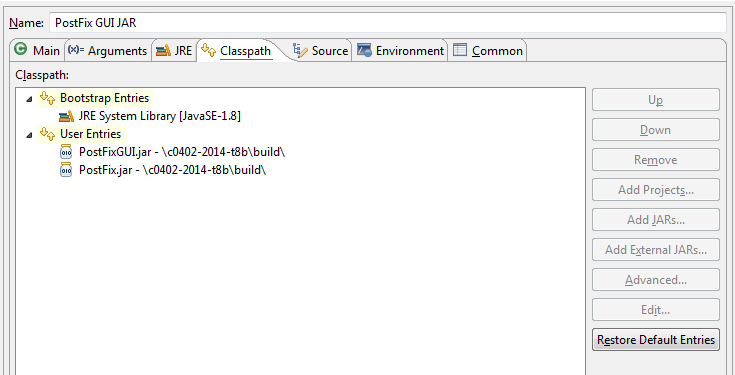 Name: PostFix GUI JAR
Main (x)= Arguments JRE Classpath Source Environment Common
Classpath:
Bootstrap Entries
JRE System Library [JavaSE-1.8]
User Entries
PostFixGUI.jar - \c0402-2014-t8b\build\
PostFix.jar - \c0402-2014-t8b\build\
Up
Down
Remove
Add Projects...
Add JARs...
Add External JARs...
Advanced...
Edit...
Restore Default Entries